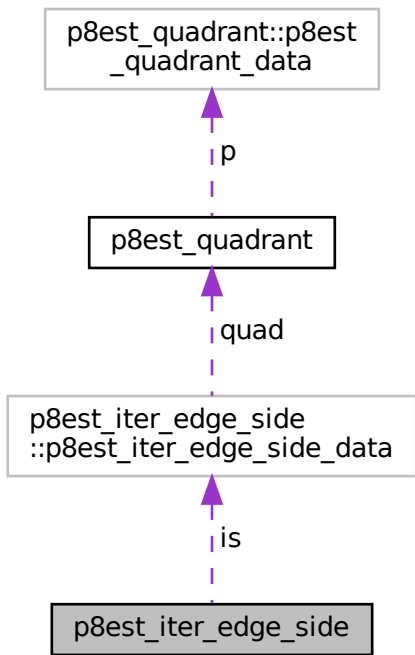 p8est_quadrant::p8est
_quadrant_data
p
p8est_quadrant
quad
p8est_iter_edge_side
::p8est_iter_edge_side_data
is
p8est_iter_edge_side